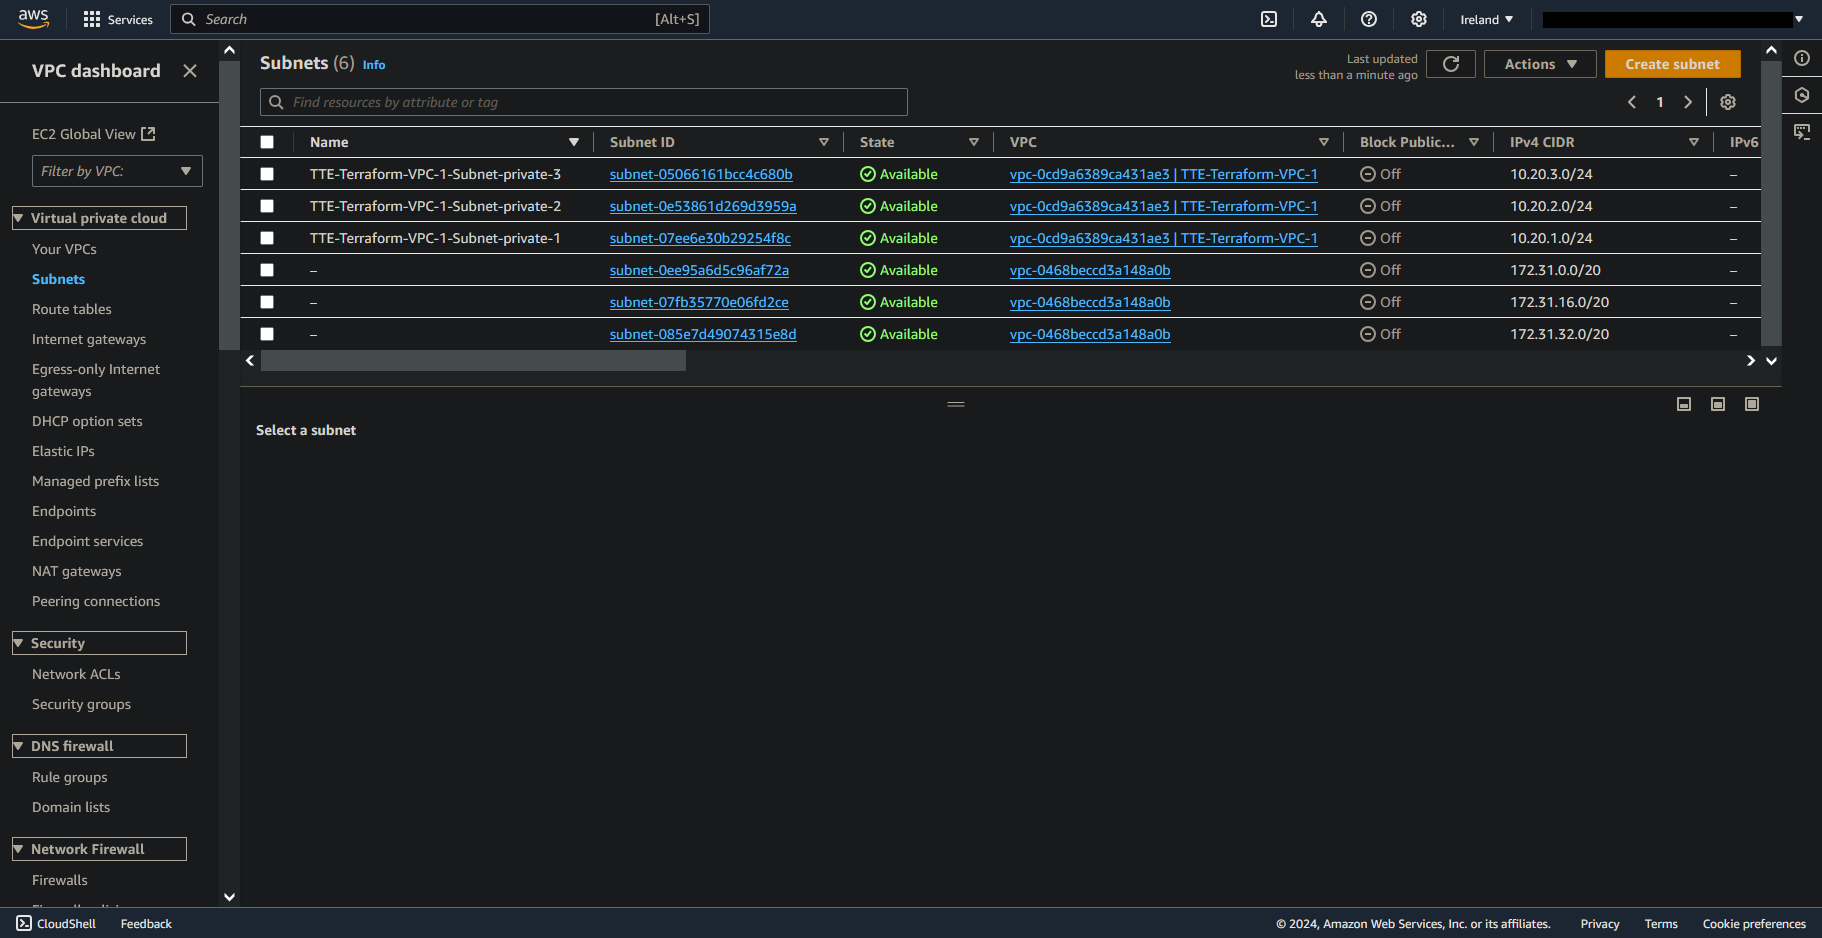 aws Services Search [Alt+S] Ireland
VPC dashboard
EC2 Global View
Filter by VPC:
Virtual private cloud
Your VPCs
Subnets
Route tables
Internet gateways
Egress-only Internet
gateways
DHCP option sets
Elastic IPs
Managed prefix lists
Endpoints
Endpoint services
NAT gateways
Peering connections
Security
Network ACLs
Security groups
DNS firewall
Rule groups
Domain lists
Network Firewall
Firewalls
Subnets (6) Info
Last updated
less than a minute ago
Actions
Create subnet
Find resources by attribute or tag
1
Name Subnet ID State VPC Block Public... IPv4 CIDR IPv6
TTE-Terraform-VPC-1-Subnet-private-3 subnet-05066161bcc4c680b Available vpc-0cd9a6389ca431ae3 | TTE-Terraform-VPC-1 Off 10.20.3.0/24 –
TTE-Terraform-VPC-1-Subnet-private-2 subnet-0e53861d269d3959a Available vpc-0cd9a6389ca431ae3 | TTE-Terraform-VPC-1 Off 10.20.2.0/24 –
TTE-Terraform-VPC-1-Subnet-private-1 subnet-07ee6e30b29254f8c Available vpc-0cd9a6389ca431ae3 | TTE-Terraform-VPC-1 Off 10.20.1.0/24 –
– subnet-0ee95a6d5c96af72a Available vpc-0468beccd3a148a0b Off 172.31.0.0/20 –
– subnet-07fb35770e06fd2ce Available vpc-0468beccd3a148a0b Off 172.31.16.0/20 –
– subnet-085e7d49074315e8d Available vpc-0468beccd3a148a0b Off 172.31.32.0/20 –
Select a subnet
CloudShell Feedback © 2024, Amazon Web Services, Inc. or its affiliates. Privacy Terms Cookie preferences